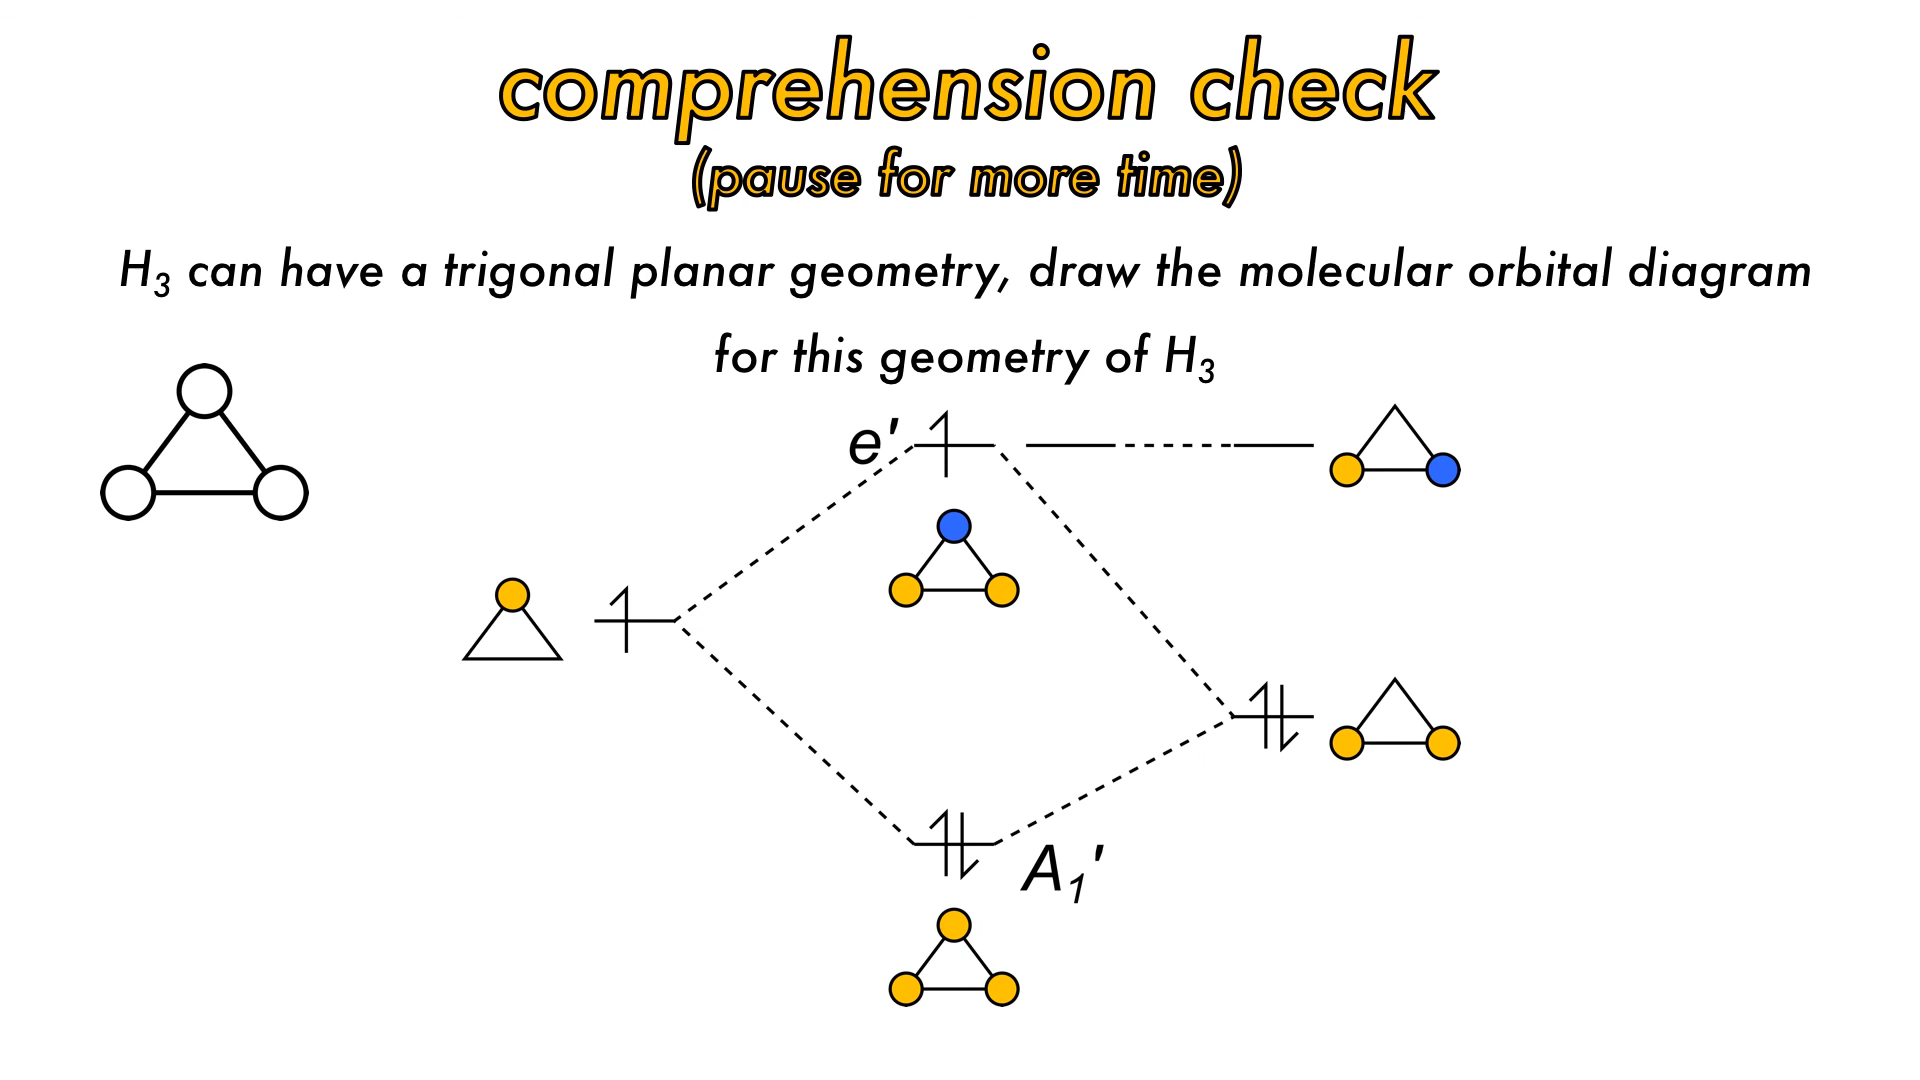 comprehension check
(pause for more time)
H₃ can have a trigonal planar geometry, draw the molecular orbital diagram
for this geometry of H₃
e'
A₁'